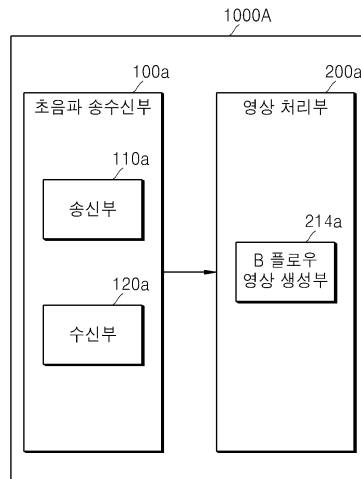 1000A
100a
200a
초음파 송수신부
영상 처리부
110a
송신부
214a
B 플로우
영상 생성부
120a
수신부